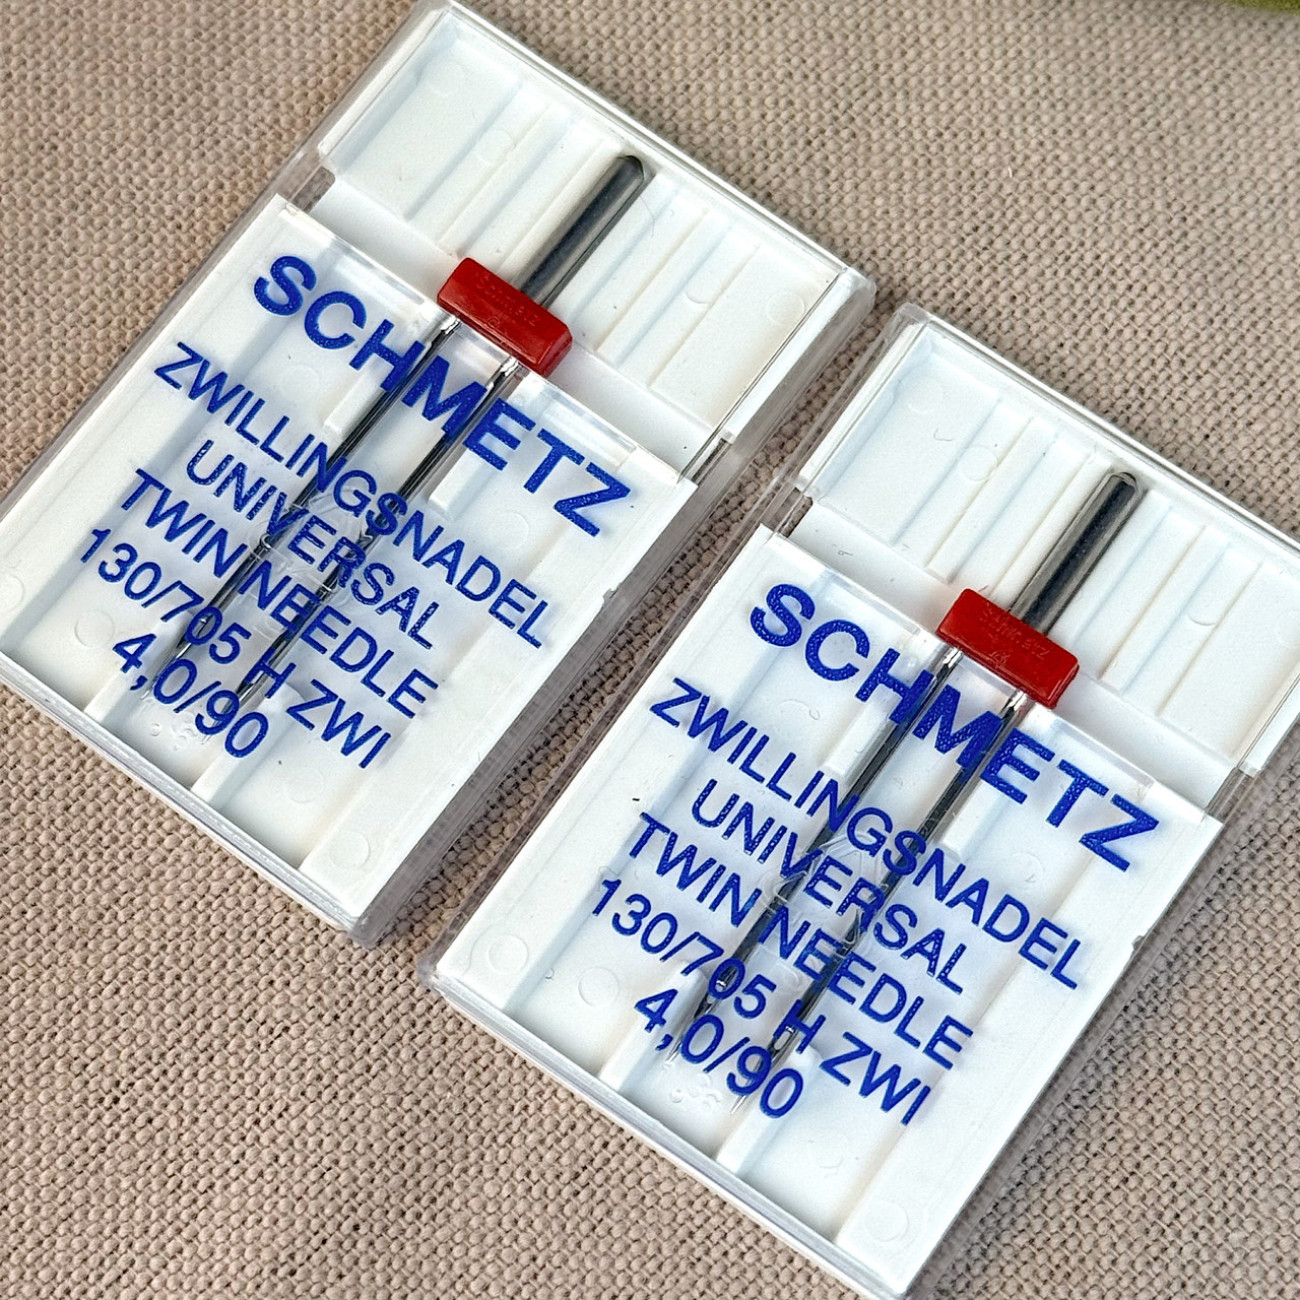 SCHMETZ
ZWILLINGSNADEL
UNIVERSAL
TWIN NEEDLE
130/705 H ZWI
4,0/90
SCHMETZ
ZWILLINGSNADEL
UNIVERSAL
TWIN NEEDLE
130/705 H ZWI
4,0/90